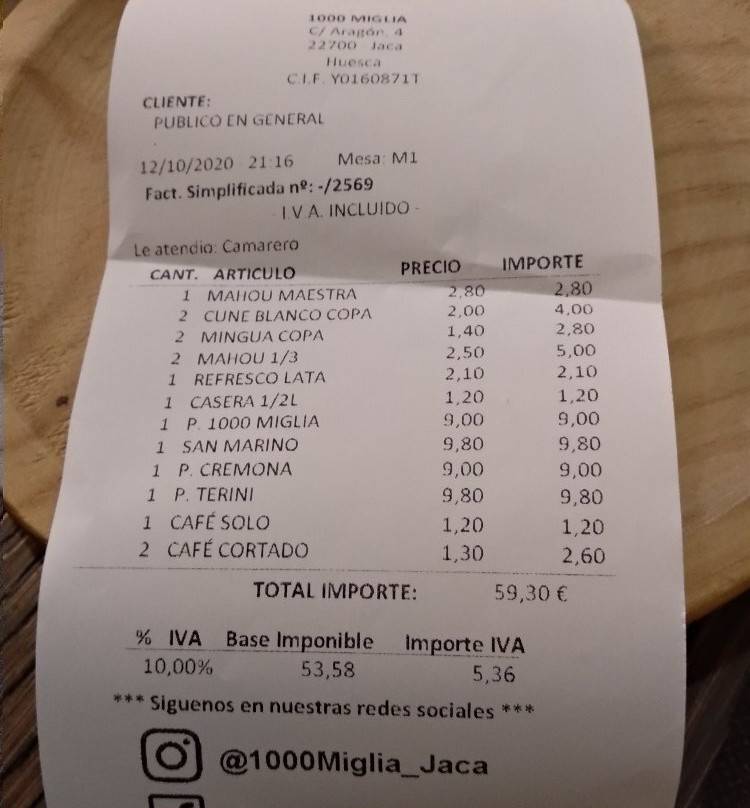 1000 MIGLIA
C/ Aragón, 4
22700 Jaca
Huesca
C.I.F. Y0160871T
CLIENTE:
PUBLICO EN GENERAL
.
12/10/2020 21:16 Mesa: M1
Fact. Simplificada nº: -/2569
- I.V.A. INCLUIDO -
Le atendio: Camarero
CANT. ARTICULO PRECIO IMPORTE
1 MAHOU MAESTRA 2,80 2,80
2 CUNE BLANCO COPA 2,00 4,00
2 MINGUA COPA 1,40 2,80
2 MAHOU 1/3 2,50 5,00
1 REFRESCO LATA 2,10 2,10
1 CASERA 1/2L 1,20 1,20
1 P. 1000 MIGLIA 9,00 9,00
1 SAN MARINO 9,80 9,80
1 P. CREMONA 9,00 9,00
1 P. TERINI 9,80 9,80
1 CAFÉ SOLO 1,20 1,20
2 CAFÉ CORTADO 1,30 2,60
TOTAL IMPORTE: 59,30 €
% IVA Base Imponible Importe IVA
10,00% 53,58 5,36
*** Siguenos en nuestras redes sociales ***
@1000Miglia_Jaca